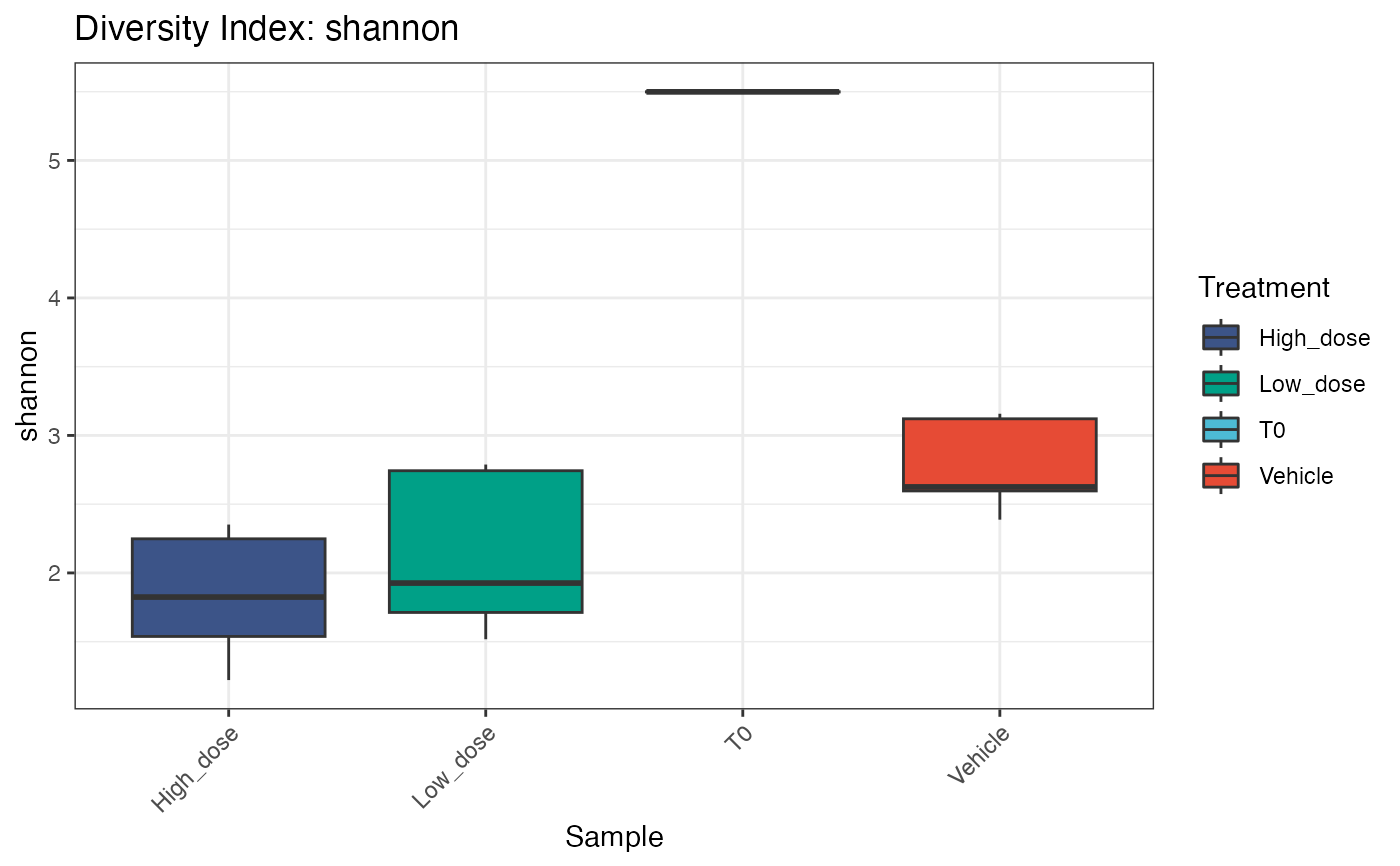 Diversity Index: shannon
shannon
5
4
3
2
High_dose
Low_dose
T0
Vehicle
Sample
Treatment
High_dose
Low_dose
T0
Vehicle